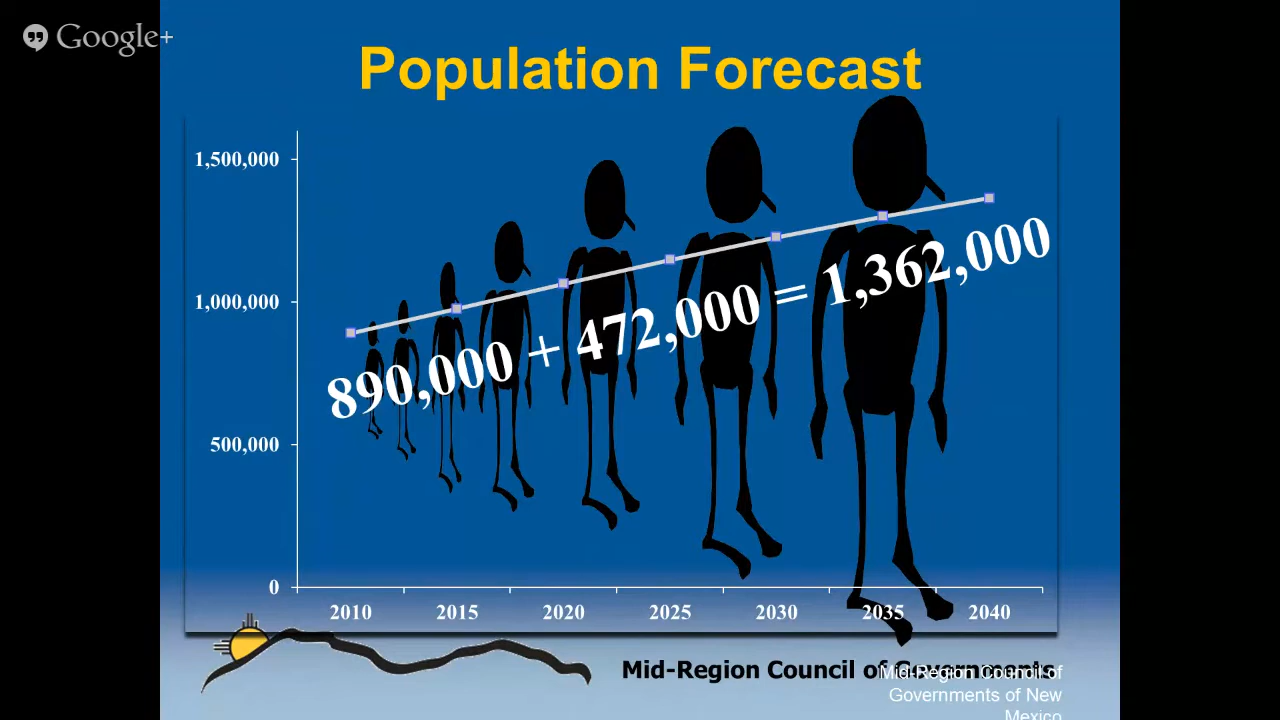 Google+
Population Forecast
1,500,000
1,000,000
500,000
0
890,000 + 472,000 = 1,362,000
2010 2015 2020 2025 2030 2035 2040
Mid-Region Council of Governments
Mid-Region Council of
Governments of New
Mexico